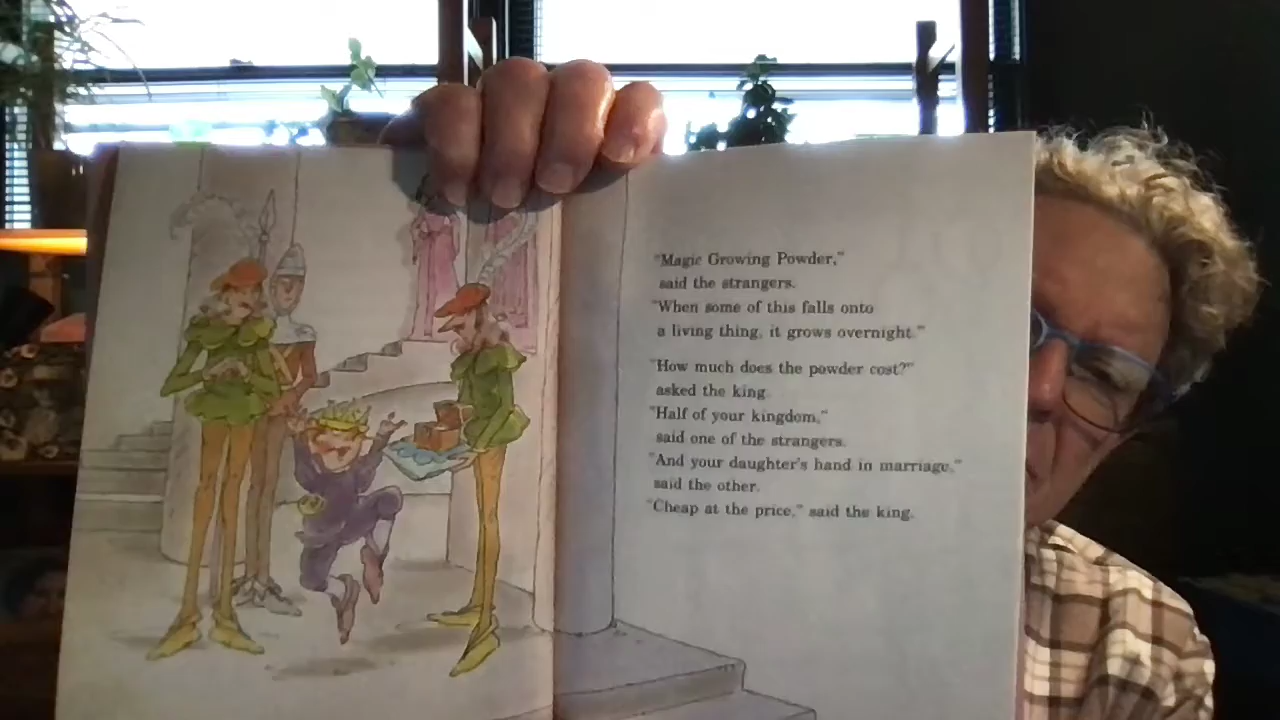 "Magic Growing Powder,"
said the strangers.
"When some of this falls onto
a living thing, it grows overnight."
"How much does the powder cost?"
asked the king.
"Half of your kingdom,"
said one of the strangers.
"And your daughter's hand in marriage,"
said the other.
"Cheap at the price," said the king.